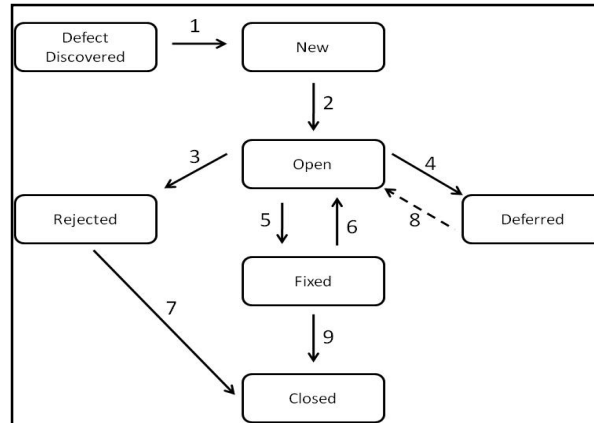 Defect
Discovered
1
New
2
3
Open
4
Rejected
5
6
8
Deferred
7
Fixed
9
Closed